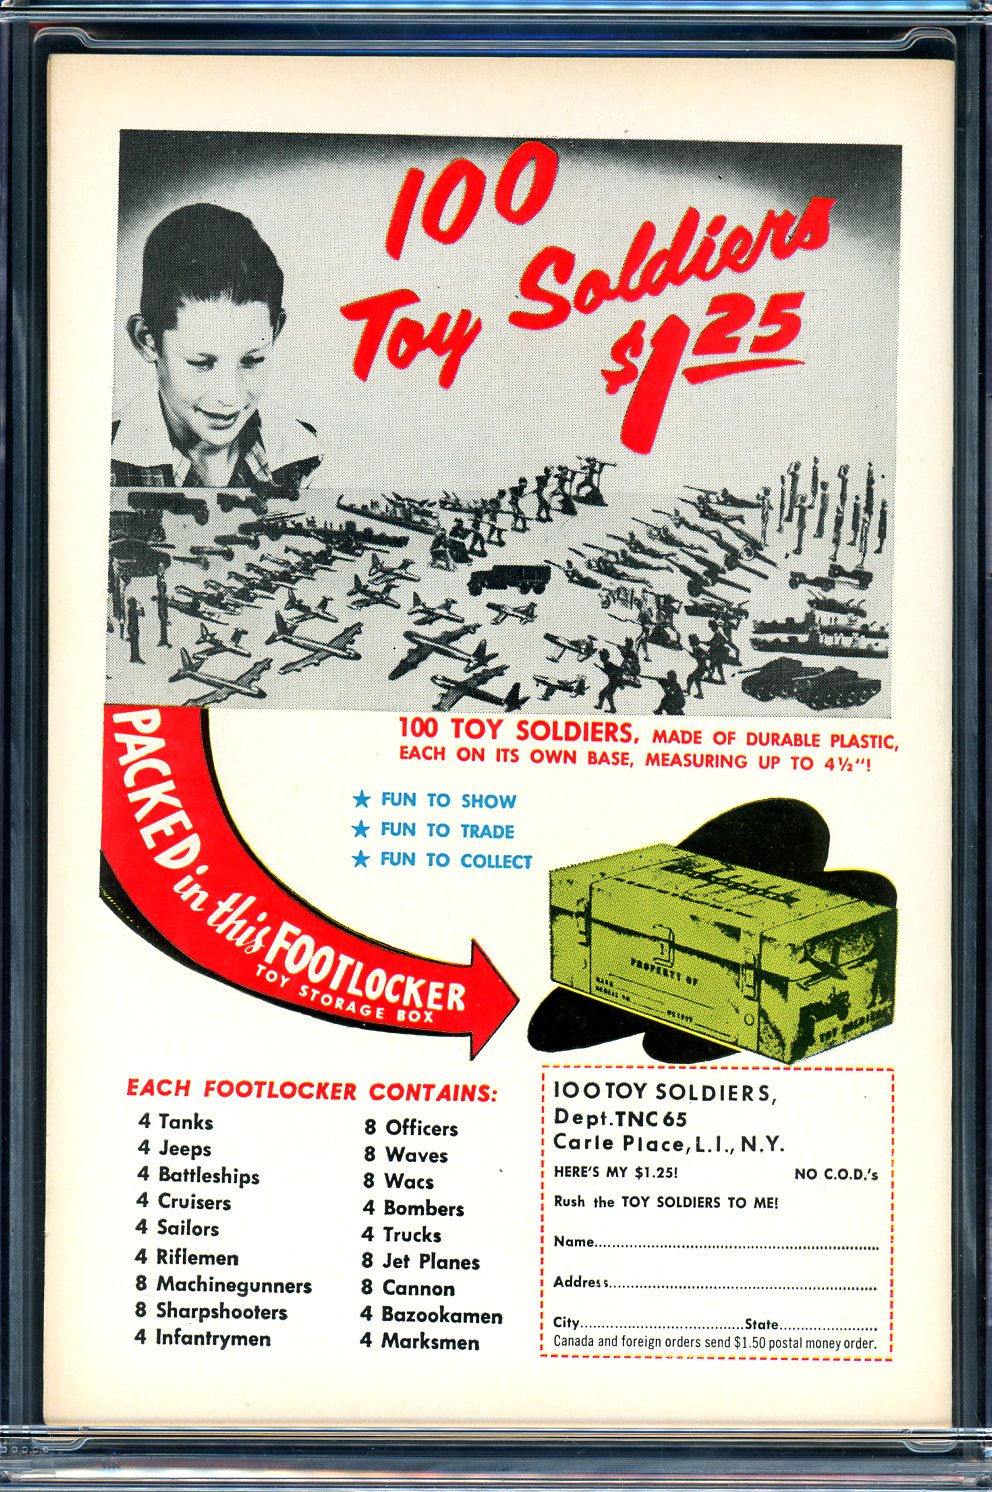 100
Toy Soldiers
$1.25
100 TOY SOLDIERS, MADE OF DURABLE PLASTIC,
EACH ON ITS OWN BASE, MEASURING UP TO 4½"!
★ FUN TO SHOW
★ FUN TO TRADE
★ FUN TO COLLECT
PACKED in this FOOTLOCKER
TOY STORAGE BOX
PROPERTY OF
TOY SOLDIERS
EACH FOOTLOCKER CONTAINS:
4 Tanks
4 Jeeps
4 Battleships
4 Cruisers
4 Sailors
4 Riflemen
8 Machinegunners
8 Sharpshooters
4 Infantrymen
8 Officers
8 Waves
8 Wacs
4 Bombers
4 Trucks
8 Jet Planes
8 Cannon
4 Bazookamen
4 Marksmen
100 TOY SOLDIERS,
Dept. TNC 65
Carle Place, L.I., N.Y.
HERE'S MY $1.25! NO C.O.D.'s
Rush the TOY SOLDIERS TO ME!
Name
Address
City State
Canada and foreign orders send $1.50 postal money order.